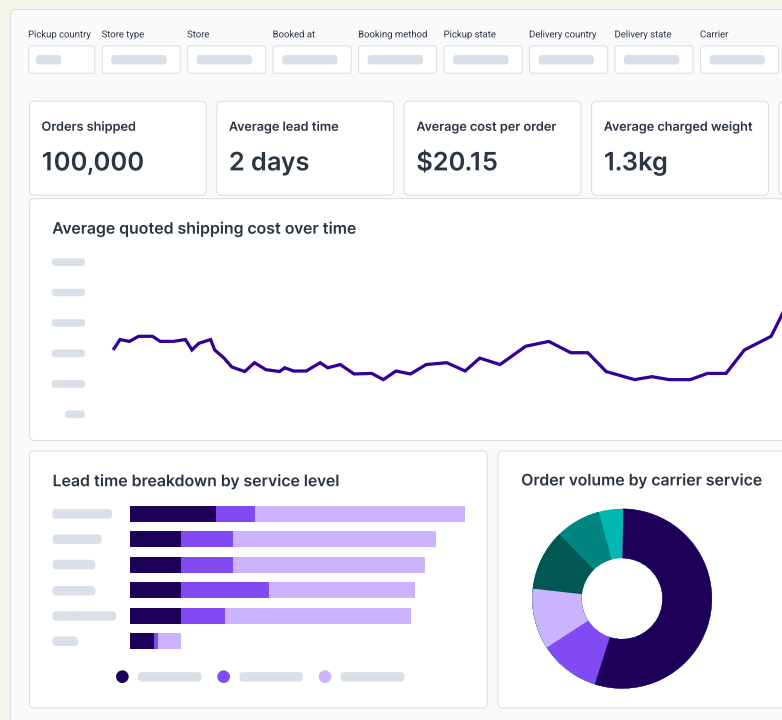 Pickup country Store type Store Booked at Booking method Pickup state Delivery country Delivery state Carrier
Orders shipped Average lead time Average cost per order Average charged weight
100,000 2 days $20.15 1.3kg
Average quoted shipping cost over time
Lead time breakdown by service level Order volume by carrier service